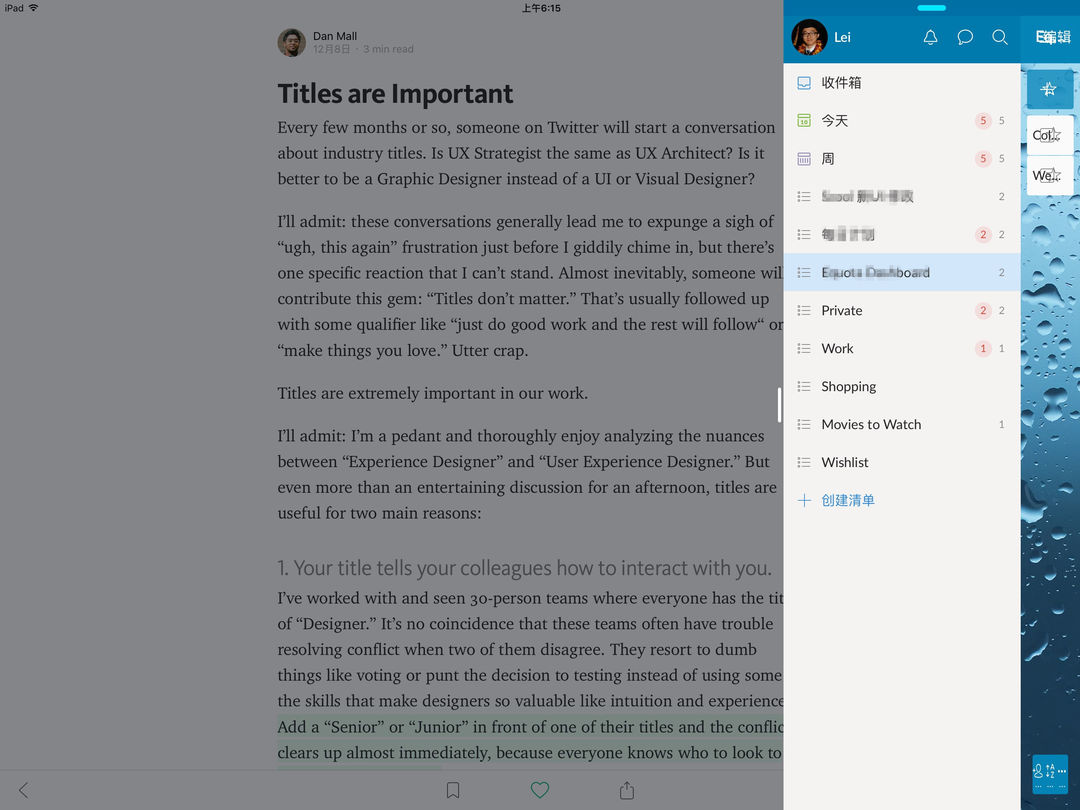 iPad
上午6:15
Dan Mall
12月8日 · 3 min read
Titles are Important
Every few months or so, someone on Twitter will start a conversation
about industry titles. Is UX Strategist the same as UX Architect? Is it
better to be a Graphic Designer instead of a UI or Visual Designer?
I’ll admit: these conversations generally lead me to expunge a sigh of
“ugh, this again” frustration just before I giddily chime in, but there’s
one specific reaction that I can’t stand. Almost inevitably, someone wil
contribute this gem: “Titles don’t matter.” That’s usually followed up
with some qualifier like “just do good work and the rest will follow“ or
“make things you love.” Utter crap.
Titles are extremely important in our work.
I’ll admit: I’m a pedant and thoroughly enjoy analyzing the nuances
between “Experience Designer” and “User Experience Designer.” But
even more than an entertaining discussion for an afternoon, titles are
useful for two main reasons:
1. Your title tells your colleagues how to interact with you.
I’ve worked with and seen 30-person teams where everyone has the tit
of “Designer.” It’s no coincidence that these teams often have trouble
resolving conflict when two of them disagree. They resort to dumb
things like voting or punt the decision to testing instead of using some
the skills that make designers so valuable like intuition and experience
Add a “Senior” or “Junior” in front of one of their titles and the conflic
clears up almost immediately, because everyone knows who to look to
Lei
编辑
收件箱
10 今天 5 5
周 5 5
2
2 2
2
Private 2 2
Work 1 1
Shopping
Movies to Watch 1
Wishlist
创建清单
Col...
We...